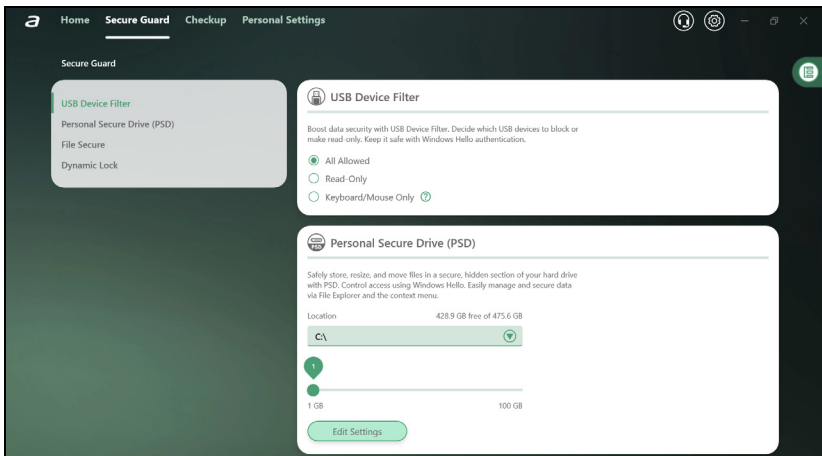 a Home Secure Guard Checkup Personal Settings
Secure Guard
USB Device Filter
Personal Secure Drive (PSD)
File Secure
Dynamic Lock
USB Device Filter
Boost data security with USB Device Filter. Decide which USB devices to block or
make read-only. Keep it safe with Windows Hello authentication.
All Allowed
Read-Only
Keyboard/Mouse Only ?
PSD Personal Secure Drive (PSD)
Safely store, resize, and move files in a secure, hidden section of your hard drive
with PSD. Control access using Windows Hello. Easily manage and secure data
via File Explorer and the context menu.
Location 428.9 GB free of 475.6 GB
C:\
1
1 GB 100 GB
Edit Settings